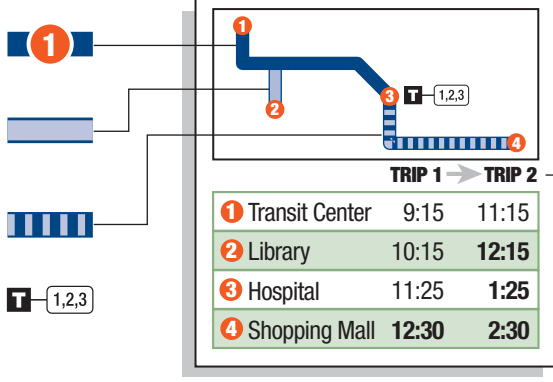 1
T 1,2,3
1
2
3 T 1,2,3
4
TRIP 1 TRIP 2
1 Transit Center 9:15 11:15
2 Library 10:15 12:15
3 Hospital 11:25 1:25
4 Shopping Mall 12:30 2:30